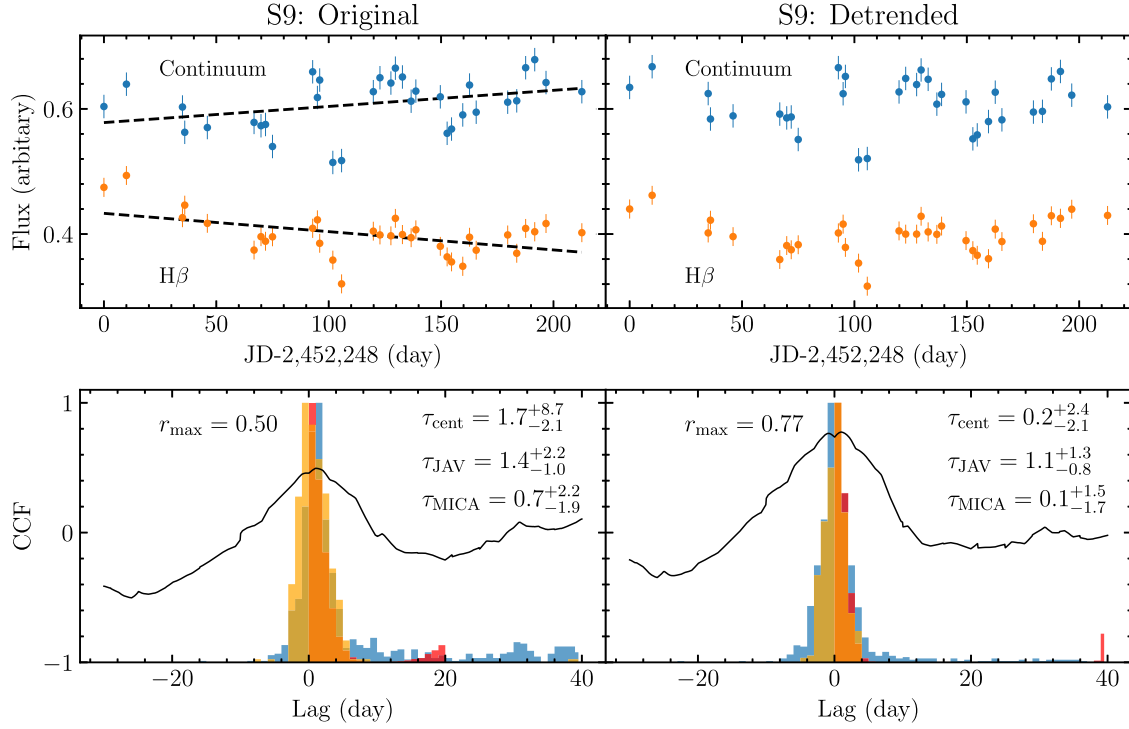 S9: Original
S9: Detrended
Flux (arbitary)
0.6
0.4
Continuum
Hβ
Continuum
Hβ
0 50 100 150 200
0 50 100 150 200
JD-2,452,248 (day)
JD-2,452,248 (day)
CCF
1
0
−1
r_max = 0.50
τ_cent = 1.7^{+8.7}_{−2.1}
τ_JAV = 1.4^{+2.2}_{−1.0}
τ_MICA = 0.7^{+2.2}_{−1.9}
r_max = 0.77
τ_cent = 0.2^{+2.4}_{−2.1}
τ_JAV = 1.1^{+1.3}_{−0.8}
τ_MICA = 0.1^{+1.5}_{−1.7}
−20 0 20 40
−20 0 20 40
Lag (day)
Lag (day)